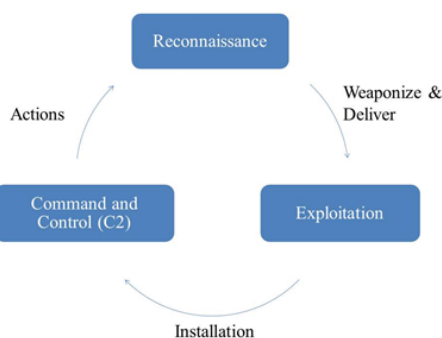 Reconnaissance
Weaponize &
Deliver
Actions
Command and
Control (C2)
Exploitation
Installation